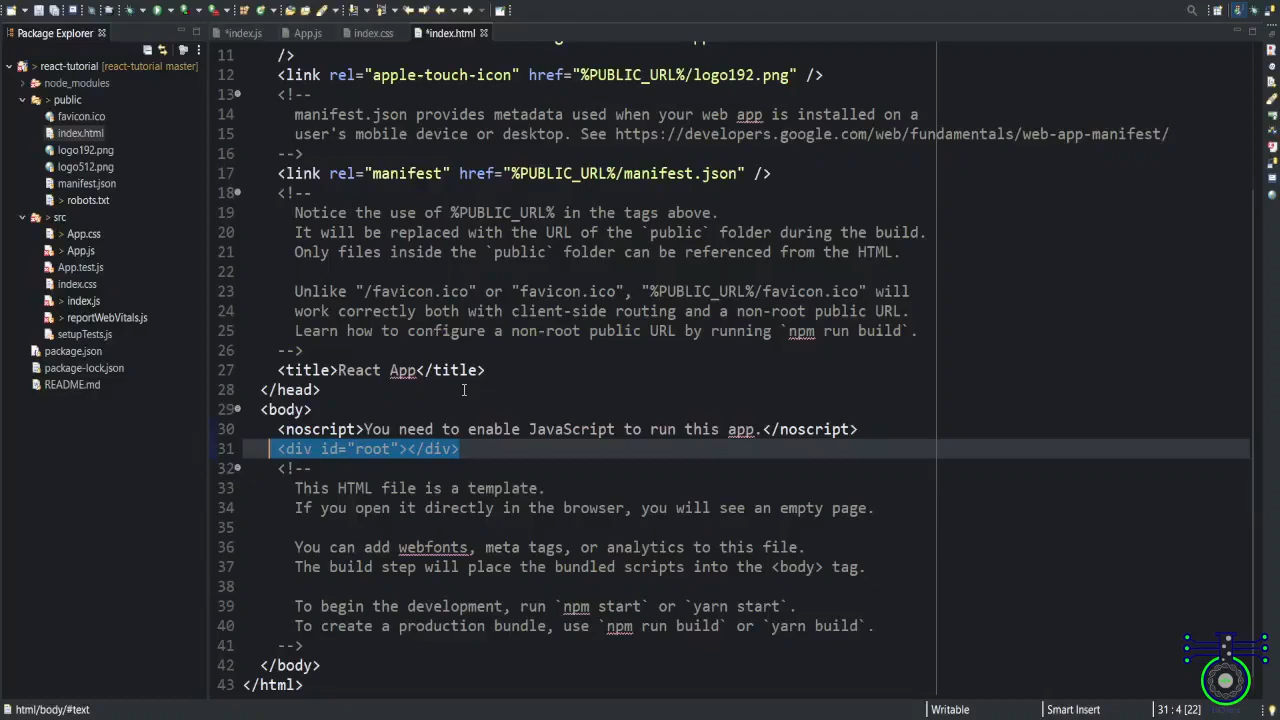 Package Explorer
*index.js
App.js
index.css
*index.html
react-tutorial [react-tutorial master]
node_modules
> public
favicon.ico
index.html
logo192.png
logo512.png
manifest.json
> robots.txt
> src
> App.css
> App.js
App.test.js
index.css
> index.js
> reportWebVitals.js
setupTests.js
package.json
package-lock.json
README.md
11 />
12 <link rel="apple-touch-icon" href="%PUBLIC_URL%/logo192.png" />
13 <!--
14 manifest.json provides metadata used when your web app is installed on a
15 user's mobile device or desktop. See https://developers.google.com/web/fundamentals/web-app-manifest/
16 -->
17 <link rel="manifest" href="%PUBLIC_URL%/manifest.json" />
18 <!--
19 Notice the use of %PUBLIC_URL% in the tags above.
20 It will be replaced with the URL of the `public` folder during the build.
21 Only files inside the `public` folder can be referenced from the HTML.
22
23 Unlike "/favicon.ico" or "favicon.ico", "%PUBLIC_URL%/favicon.ico" will
24 work correctly both with client-side routing and a non-root public URL.
25 Learn how to configure a non-root public URL by running `npm run build`.
26 -->
27 <title>React App</title>
28 </head>
29 <body>
30 <noscript>You need to enable JavaScript to run this app.</noscript>
31 <div id="root"></div>
32 <!--
33 This HTML file is a template.
34 If you open it directly in the browser, you will see an empty page.
35
36 You can add webfonts, meta tags, or analytics to this file.
37 The build step will place the bundled scripts into the <body> tag.
38
39 To begin the development, run `npm start` or `yarn start`.
40 To create a production bundle, use `npm run build` or `yarn build`.
41 -->
42 </body>
43 </html>
html/body/#text
Writable
Smart Insert
31 : 4 [22]